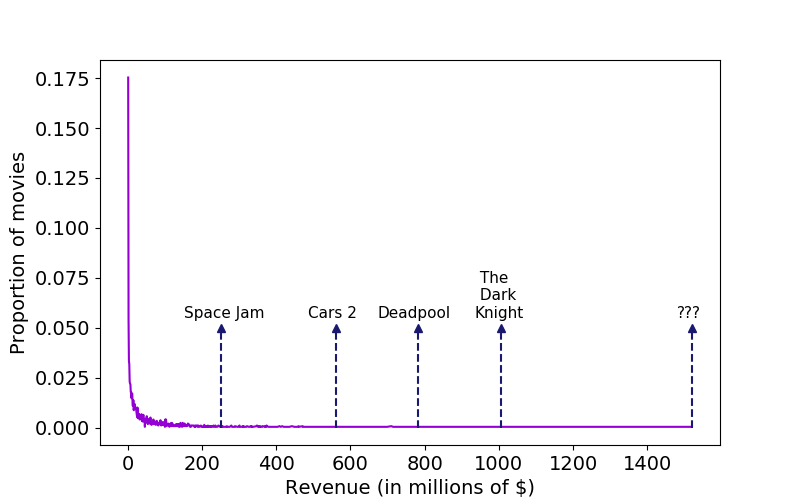 Proportion of movies
0.175
0.150
0.125
0.100
0.075
0.050
0.025
0.000
Space Jam
Cars 2
Deadpool
The
Dark
Knight
???
0
200
400
600
800
1000
1200
1400
Revenue (in millions of $)